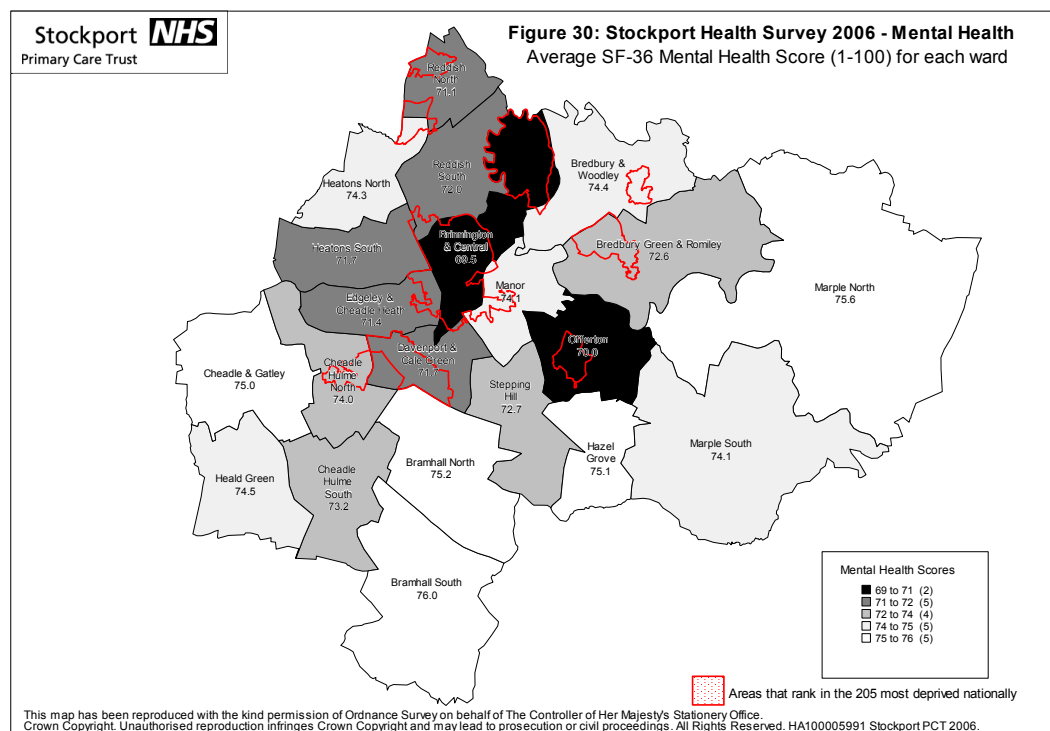 Stockport NHS
Primary Care Trust
Figure 30: Stockport Health Survey 2006 - Mental Health
Average SF-36 Mental Health Score (1-100) for each ward
Reddish
North
71.1
Reddish
South
72.0
Heatons North
74.3
Bredbury &
Woodley
74.4
Brinnington
& Central
69.5
Bredbury Green & Romiley
72.6
Heatons South
71.7
Manor
74.1
Marple North
75.6
Edgeley &
Cheadle Heath
71.4
Offerton
70.0
Davenport &
Cale Green
71.7
Cheadle & Gatley
75.0
Cheadle
Hulme
North
74.0
Stepping
Hill
72.7
Marple South
74.1
Hazel
Grove
75.1
Bramhall North
75.2
Heald Green
74.5
Cheadle
Hulme
South
73.2
Bramhall South
76.0
Mental Health Scores
69 to 71 (2)
71 to 72 (5)
72 to 74 (4)
74 to 75 (5)
75 to 76 (5)
Areas that rank in the 205 most deprived nationally
This map has been reproduced with the kind permission of Ordnance Survey on behalf of The Controller of Her Majesty's Stationery Office.
Crown Copyright. Unauthorised reproduction infringes Crown Copyright and may lead to prosecution or civil proceedings. All Rights Reserved. HA100005991 Stockport PCT 2006.